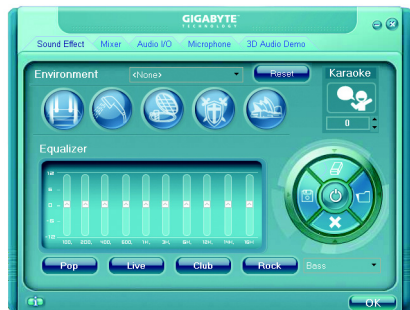 GIGABYTE
TECHNOLOGY
Sound Effect Mixer Audio I/O Microphone 3D Audio Demo
Environment <None> Reset Karaoke
0
Equalizer
Pop Live Club Rock Bass
OK